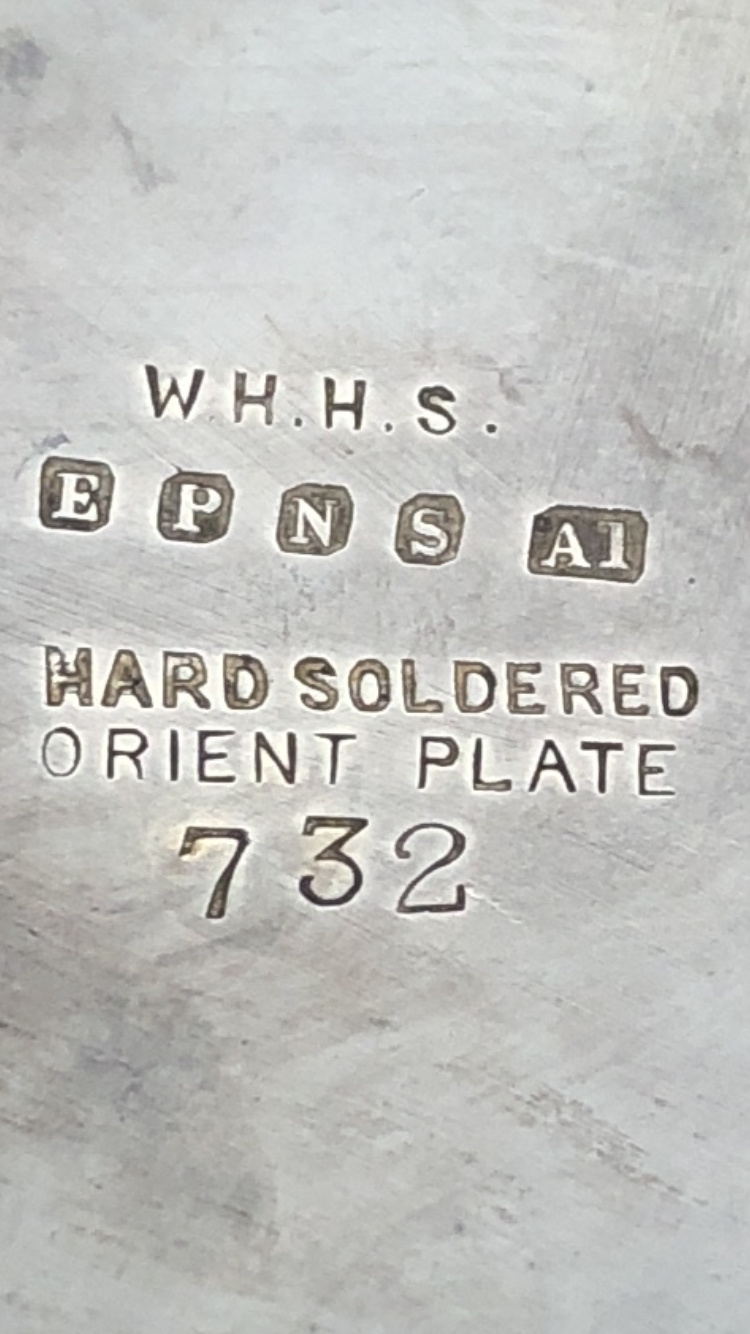 W H.H.S.
E P N S A1
HARD SOLDERED
ORIENT PLATE
732